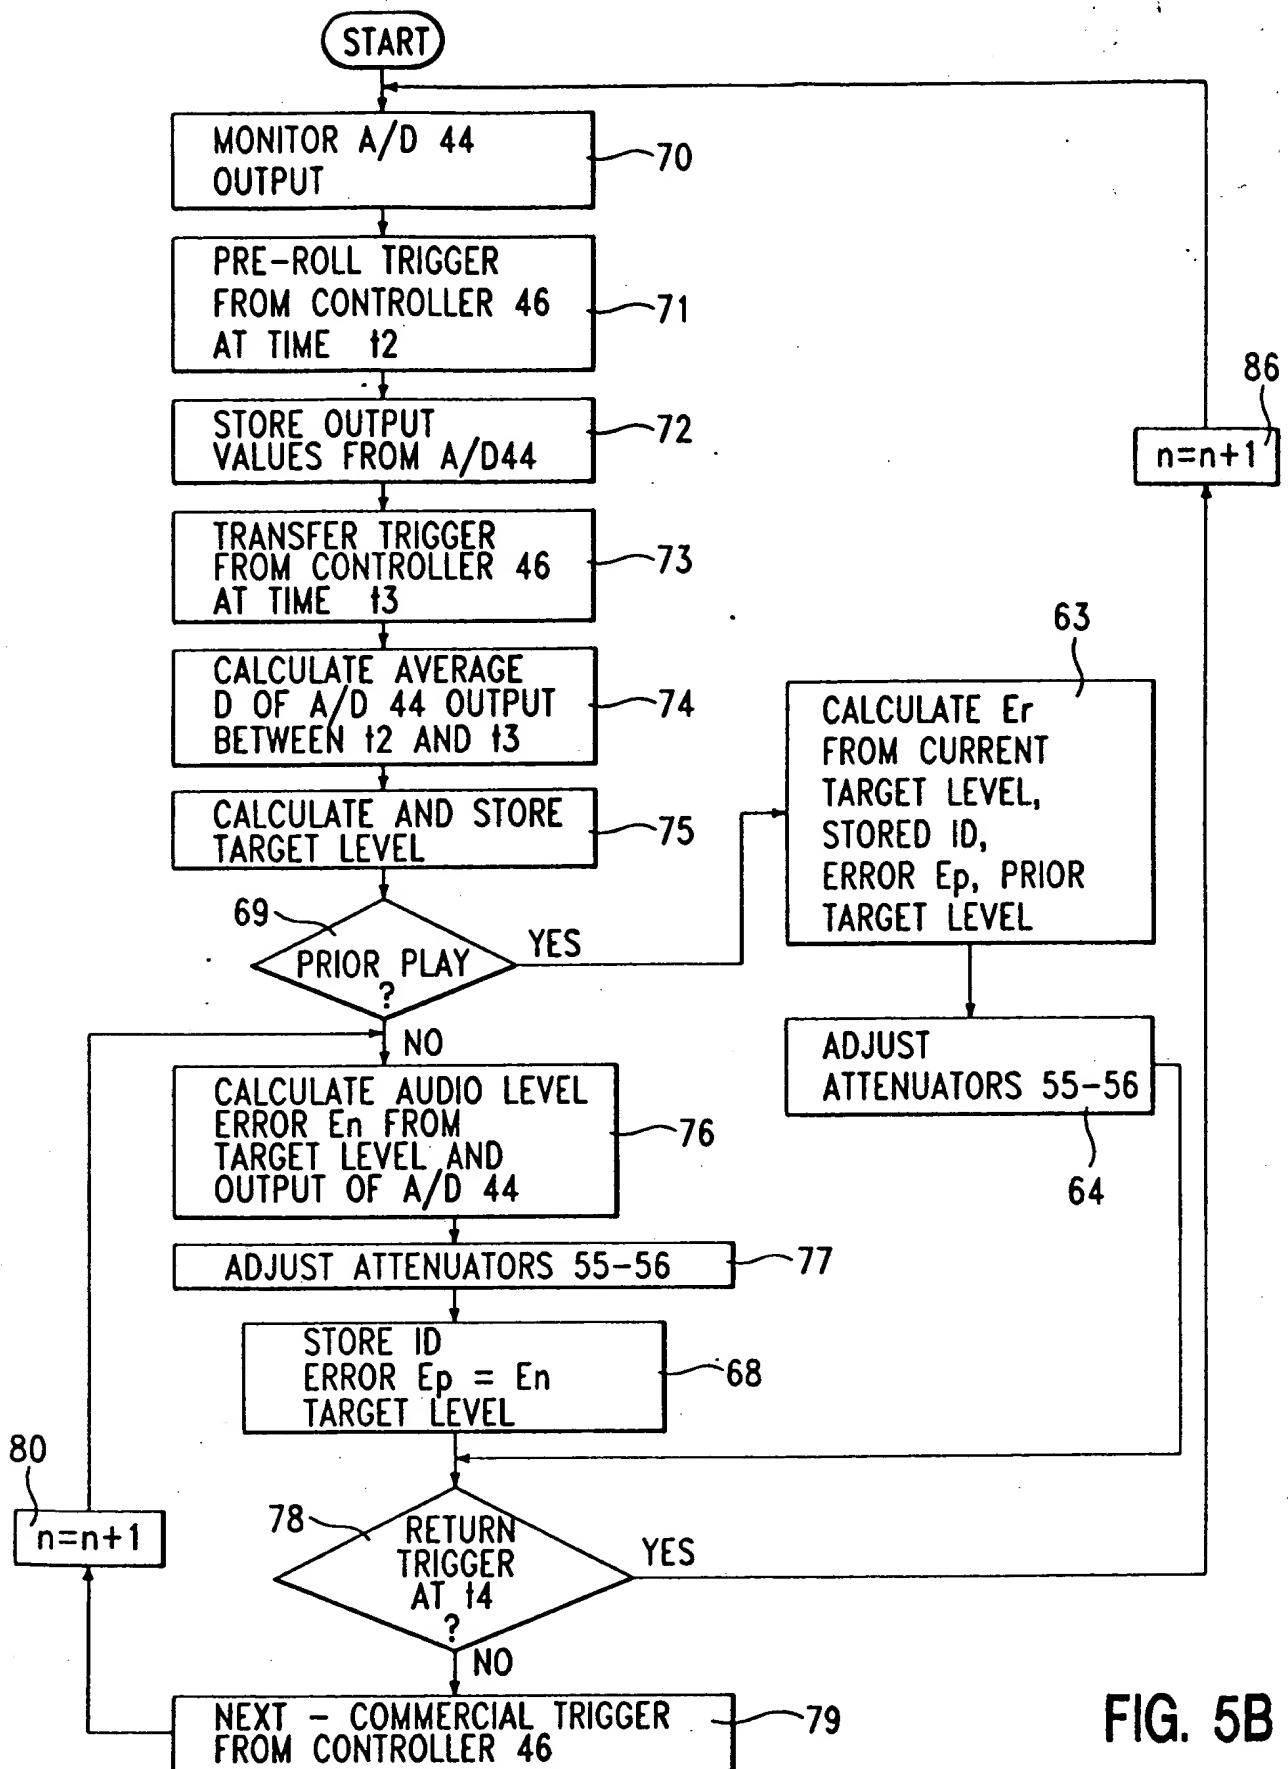 START
MONITOR A/D 44
OUTPUT
70
PRE-ROLL TRIGGER
FROM CONTROLLER 46
AT TIME t2
71
STORE OUTPUT
VALUES FROM A/D44
72
TRANSFER TRIGGER
FROM CONTROLLER 46
AT TIME t3
73
CALCULATE AVERAGE
D OF A/D 44 OUTPUT
BETWEEN t2 AND t3
74
CALCULATE AND STORE
TARGET LEVEL
75
69
PRIOR PLAY
?
YES
NO
63
CALCULATE Er
FROM CURRENT
TARGET LEVEL,
STORED ID,
ERROR Ep, PRIOR
TARGET LEVEL
ADJUST
ATTENUATORS 55-56
64
86
n=n+1
CALCULATE AUDIO LEVEL
ERROR En FROM
TARGET LEVEL AND
OUTPUT OF A/D 44
76
ADJUST ATTENUATORS 55-56
77
STORE ID
ERROR Ep = En
TARGET LEVEL
68
80
n=n+1
78
RETURN
TRIGGER
AT t4
?
YES
NO
NEXT - COMMERCIAL TRIGGER
FROM CONTROLLER 46
79
FIG. 5B